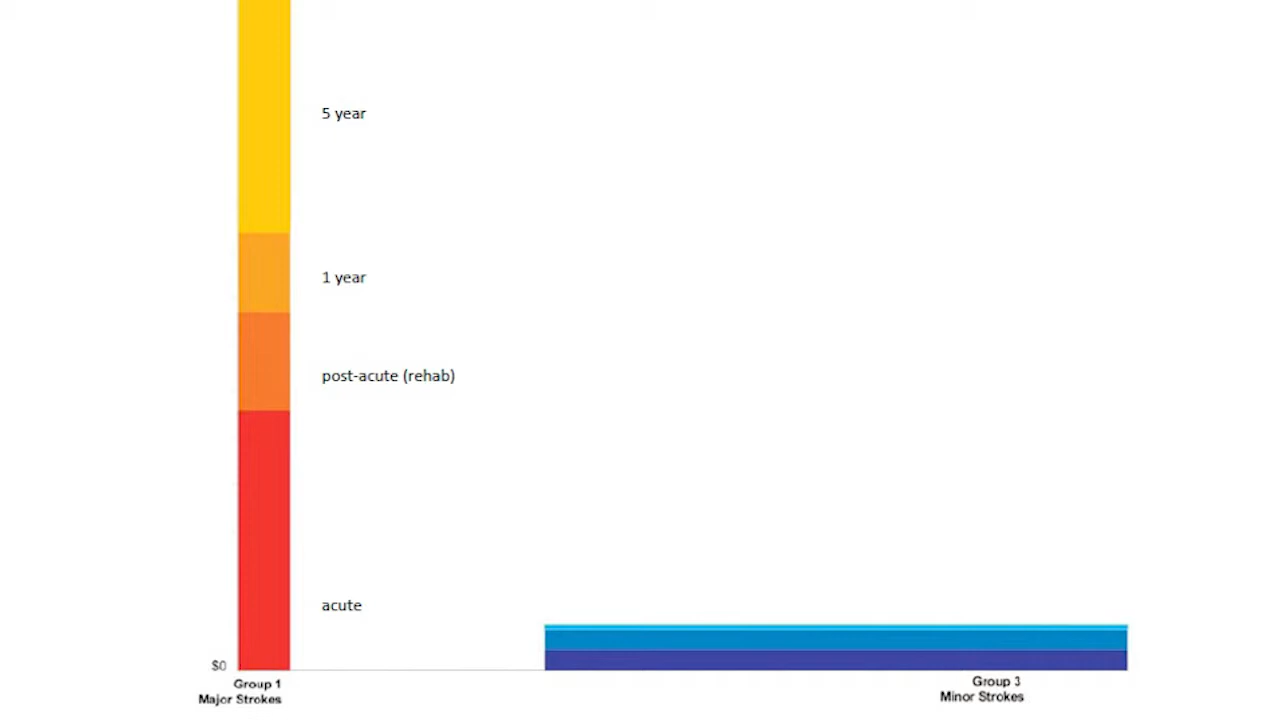 5 year
1 year
post-acute (rehab)
acute
$0
Group 1
Major Strokes
Group 3
Minor Strokes